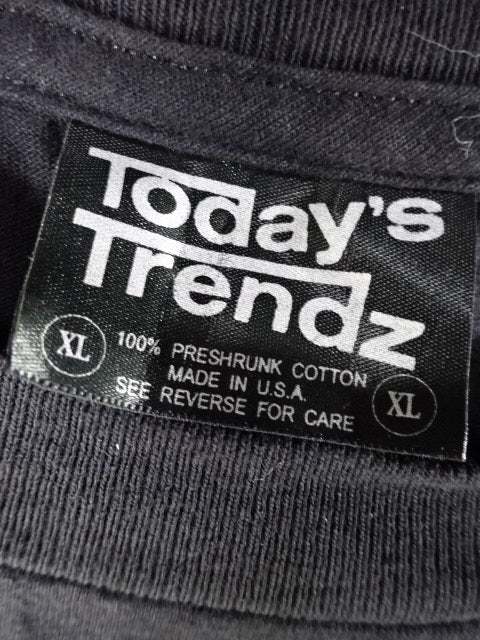 Today's
Trendz
XL
100% PRESHRUNK COTTON
MADE IN U.S.A.
SEE REVERSE FOR CARE
XL